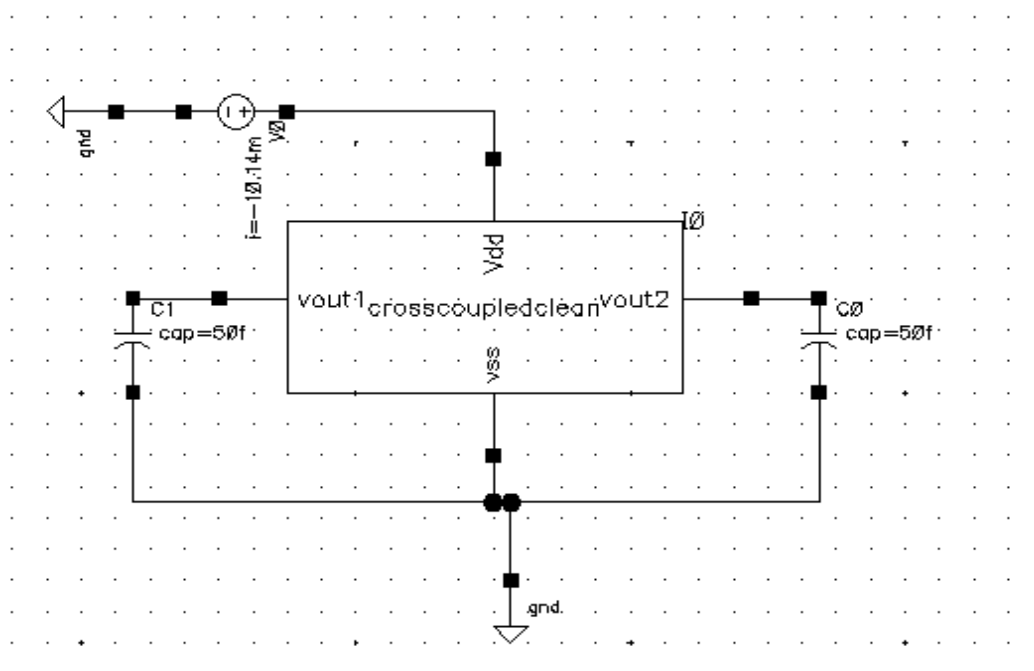 gnd
V0
i=-10.14m
I0
Vdd
vout1
crosscoupledclean
vout2
C1
cap=50f
C0
cap=50f
vss
gnd